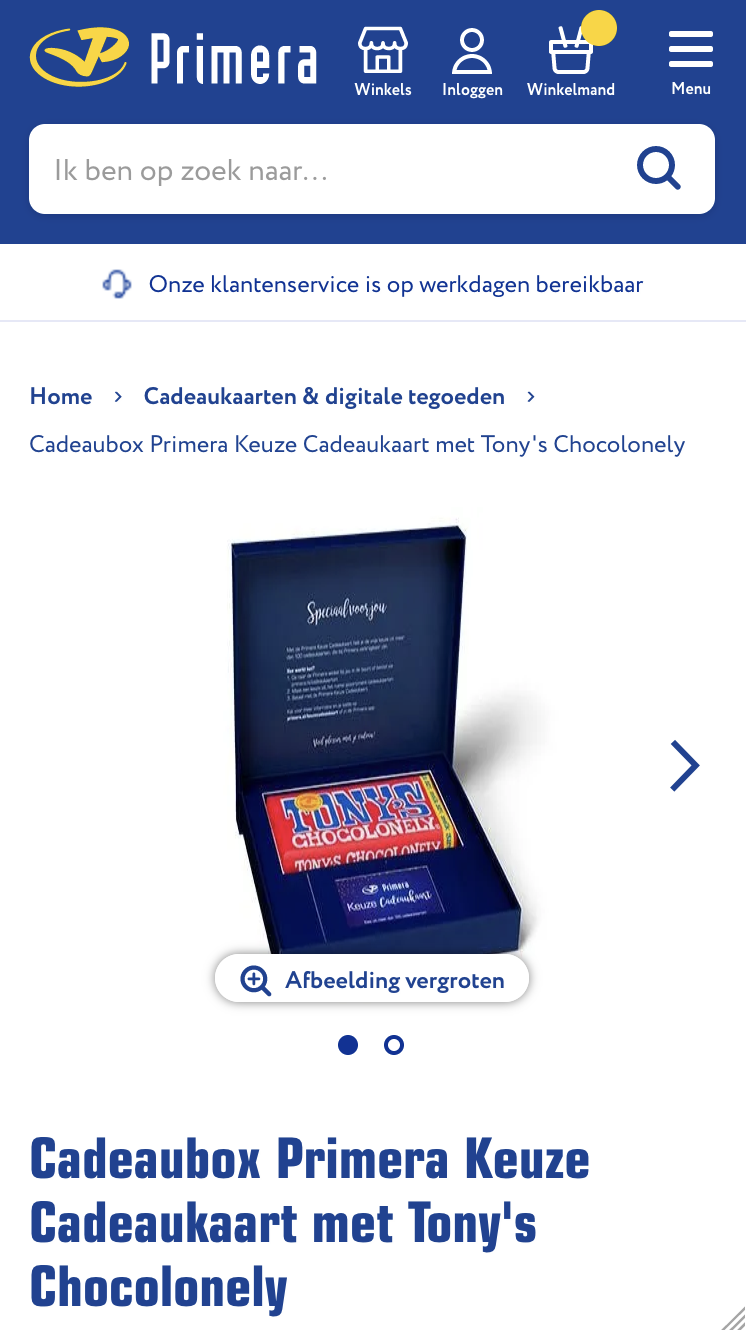 Primera
Winkels
Inloggen
Winkelmand
Menu
Ik ben op zoek naar...
Onze klantenservice is op werkdagen bereikbaar
Home
Cadeaukaarten & digitale tegoeden
Cadeaubox Primera Keuze Cadeaukaart met Tony's Chocolonely
Speciaal voor jou
Veel plezier met je cadeau!
TONY'S
CHOCOLONELY
TONY'S CHOCOLONELY
Primera
Keuze Cadeaukaart
Afbeelding vergroten
Cadeaubox Primera Keuze
Cadeaukaart met Tony's
Chocolonely